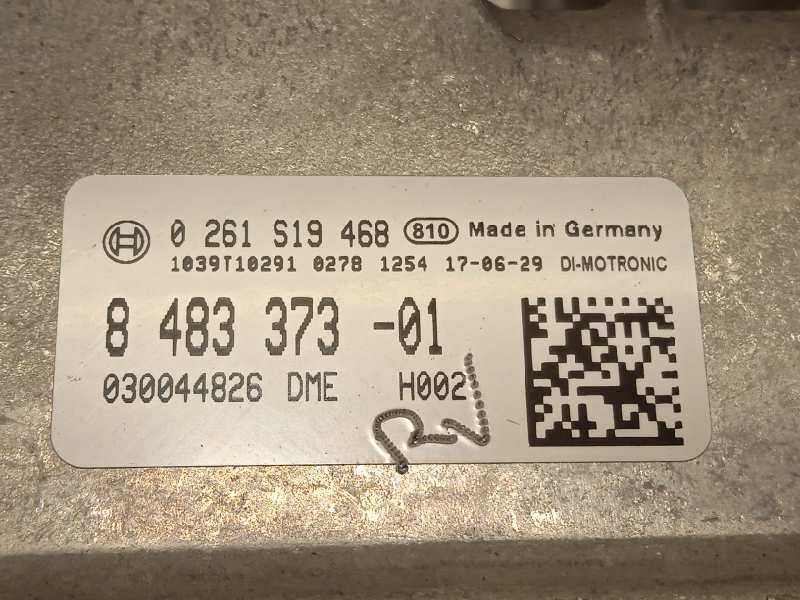 0 261 S19 468 810 Made in Germany
1039T10291 0278 1254 17-06-29 DI-MOTRONIC
8 483 373 -01
030044826 DME H002